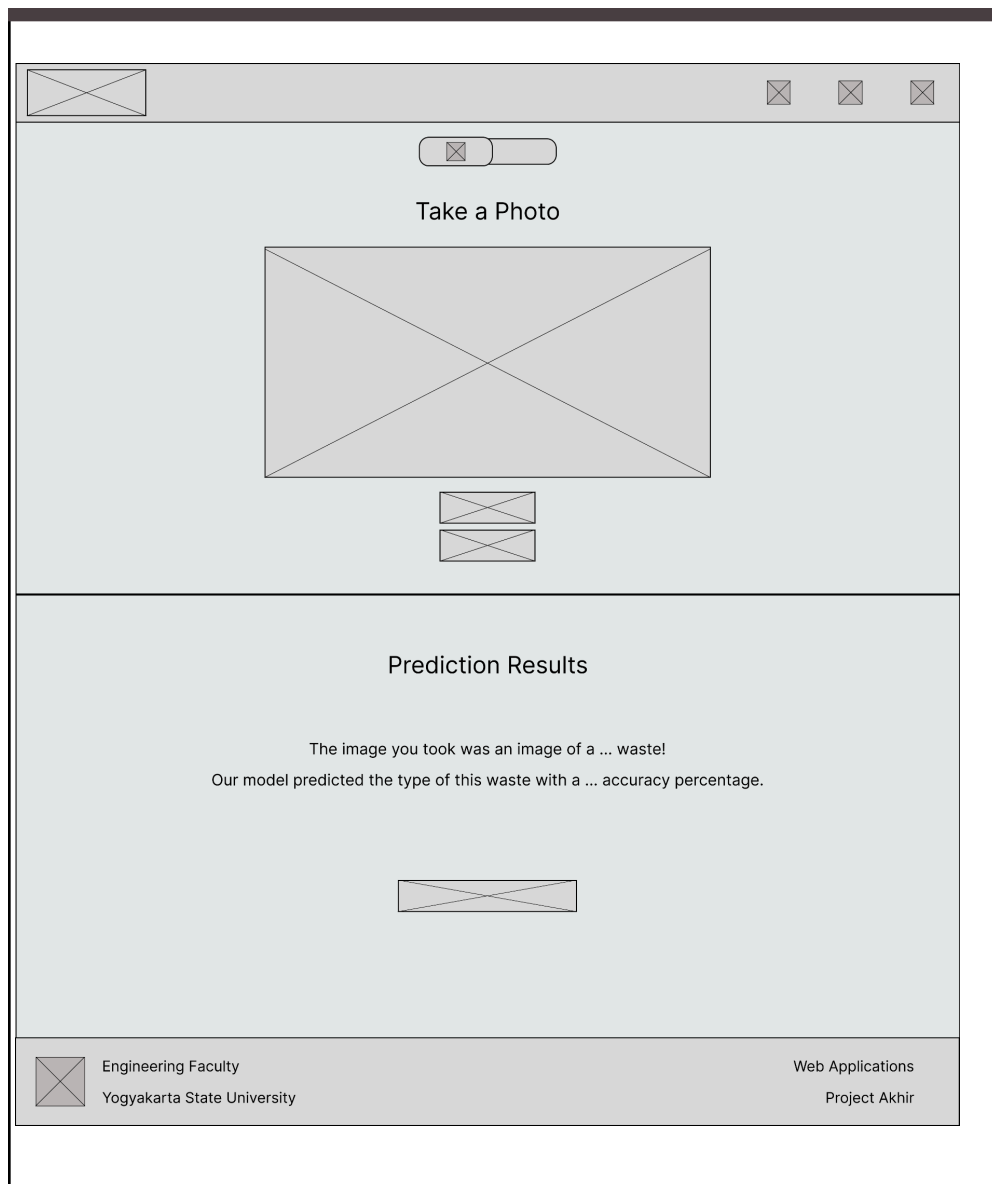 Take a Photo
Prediction Results
The image you took was an image of a ... waste!
Our model predicted the type of this waste with a ... accuracy percentage.
Engineering Faculty
Yogyakarta State University
Web Applications
Project Akhir